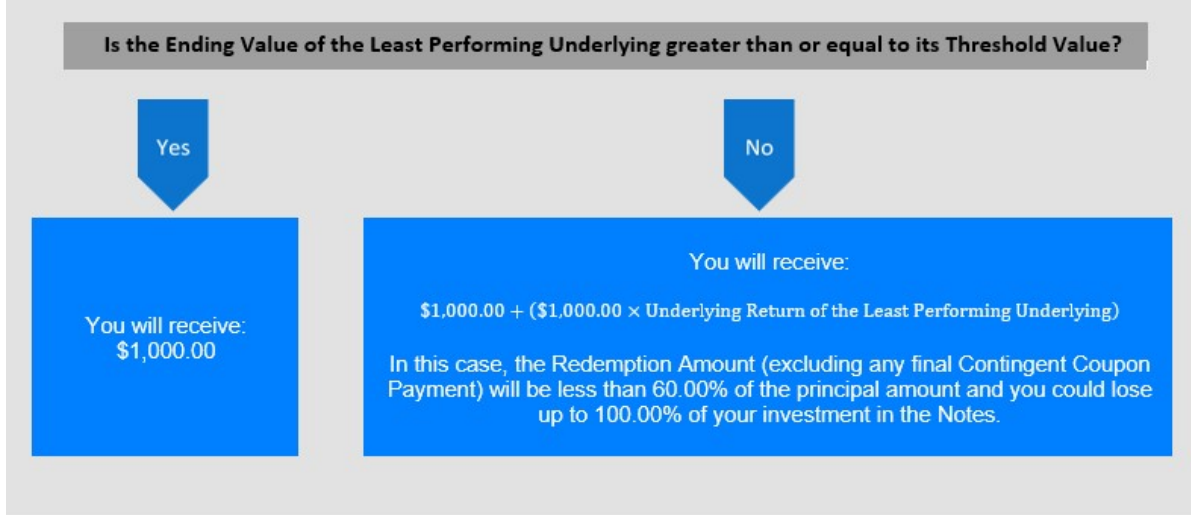 Is the Ending Value of the Least Performing Underlying greater than or equal to its Threshold Value?
Yes
No
You will receive:
$1,000.00
You will receive:
$1,000.00 + ($1,000.00 × Underlying Return of the Least Performing Underlying)
In this case, the Redemption Amount (excluding any final Contingent Coupon
Payment) will be less than 60.00% of the principal amount and you could lose
up to 100.00% of your investment in the Notes.